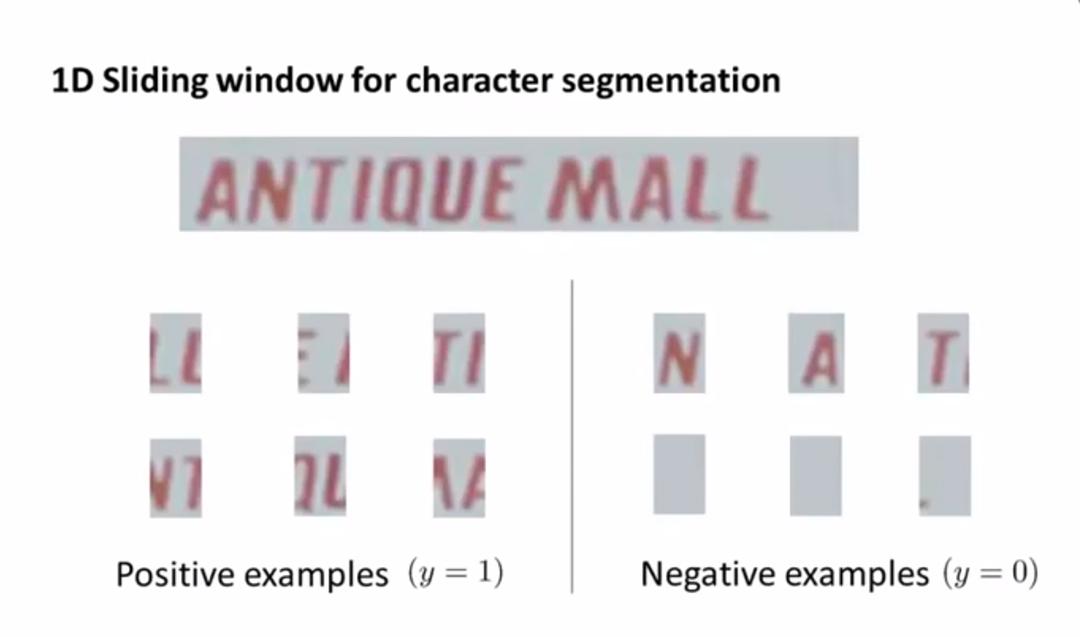 1D Sliding window for character segmentation
ANTIQUE MALL
LL E TI N A T
NT QU MA
Positive examples (y = 1) Negative examples (y = 0)